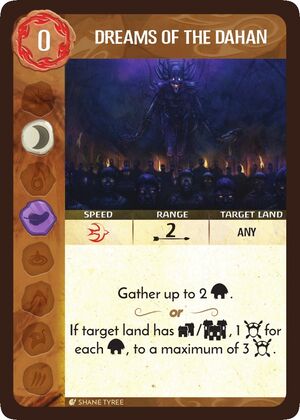 0
DREAMS OF THE DAHAN
SPEED RANGE TARGET LAND
2 ANY
Gather up to 2 .
or
If target land has / , 1 for
each , to a maximum of 3 .
SHANE TYREE